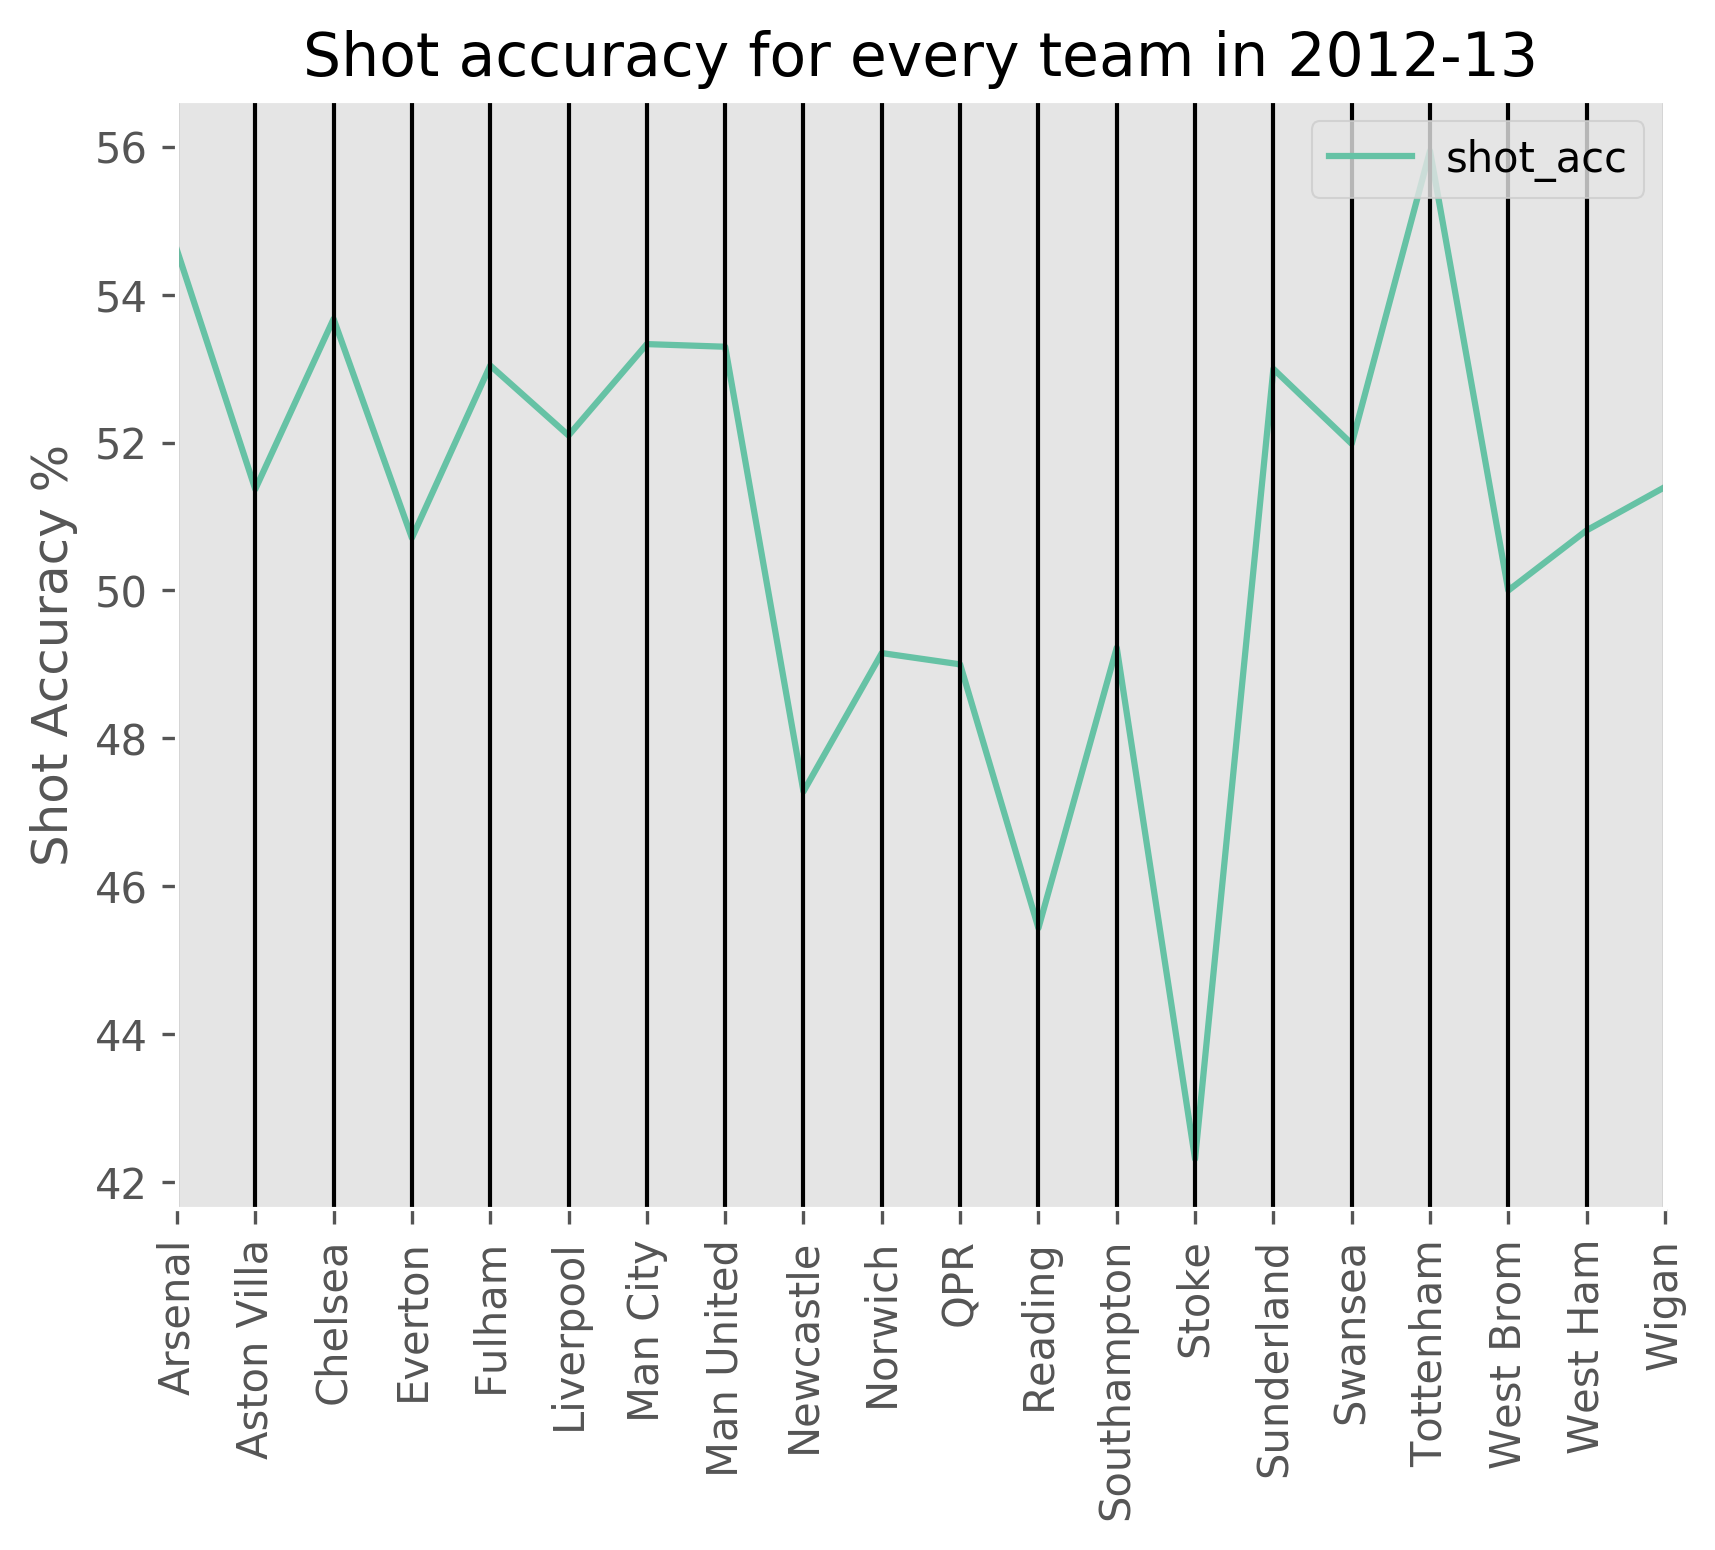 Shot accuracy for every team in 2012-13
shot_acc
Shot Accuracy %
56
54
52
50
48
46
44
42
Arsenal
Aston Villa
Chelsea
Everton
Fulham
Liverpool
Man City
Man United
Newcastle
Norwich
QPR
Reading
Southampton
Stoke
Sunderland
Swansea
Tottenham
West Brom
West Ham
Wigan